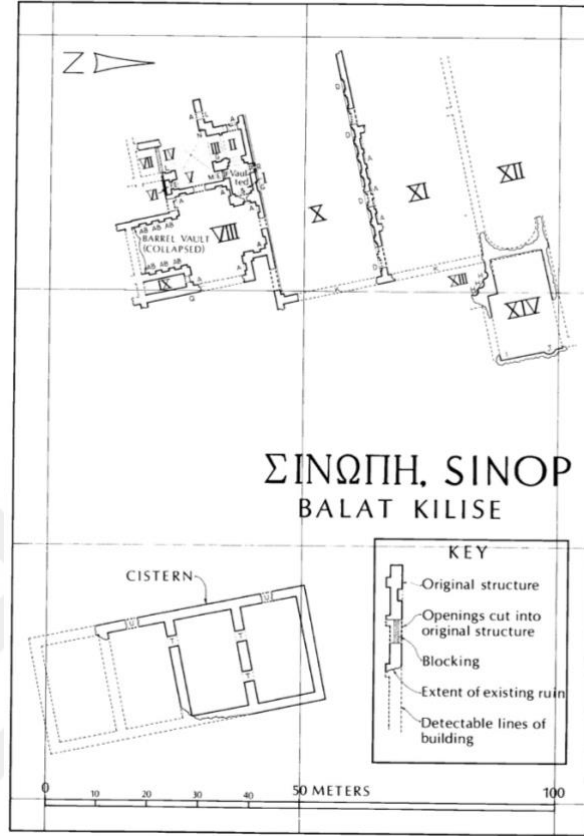 Z
VII
IV
III
II
V
VI
Vaul-
ted
VIII
BARREL VAULT
(COLLAPSED)
IX
X
XI
XII
XIII
XIV
ΣΙΝΩΠΗ, SINOP
BALAT KILISE
CISTERN
KEY
Original structure
Openings cut into
original structure
Blocking
Extent of existing ruin
Detectable lines of
building
0
10
20
30
40
50 METERS
100